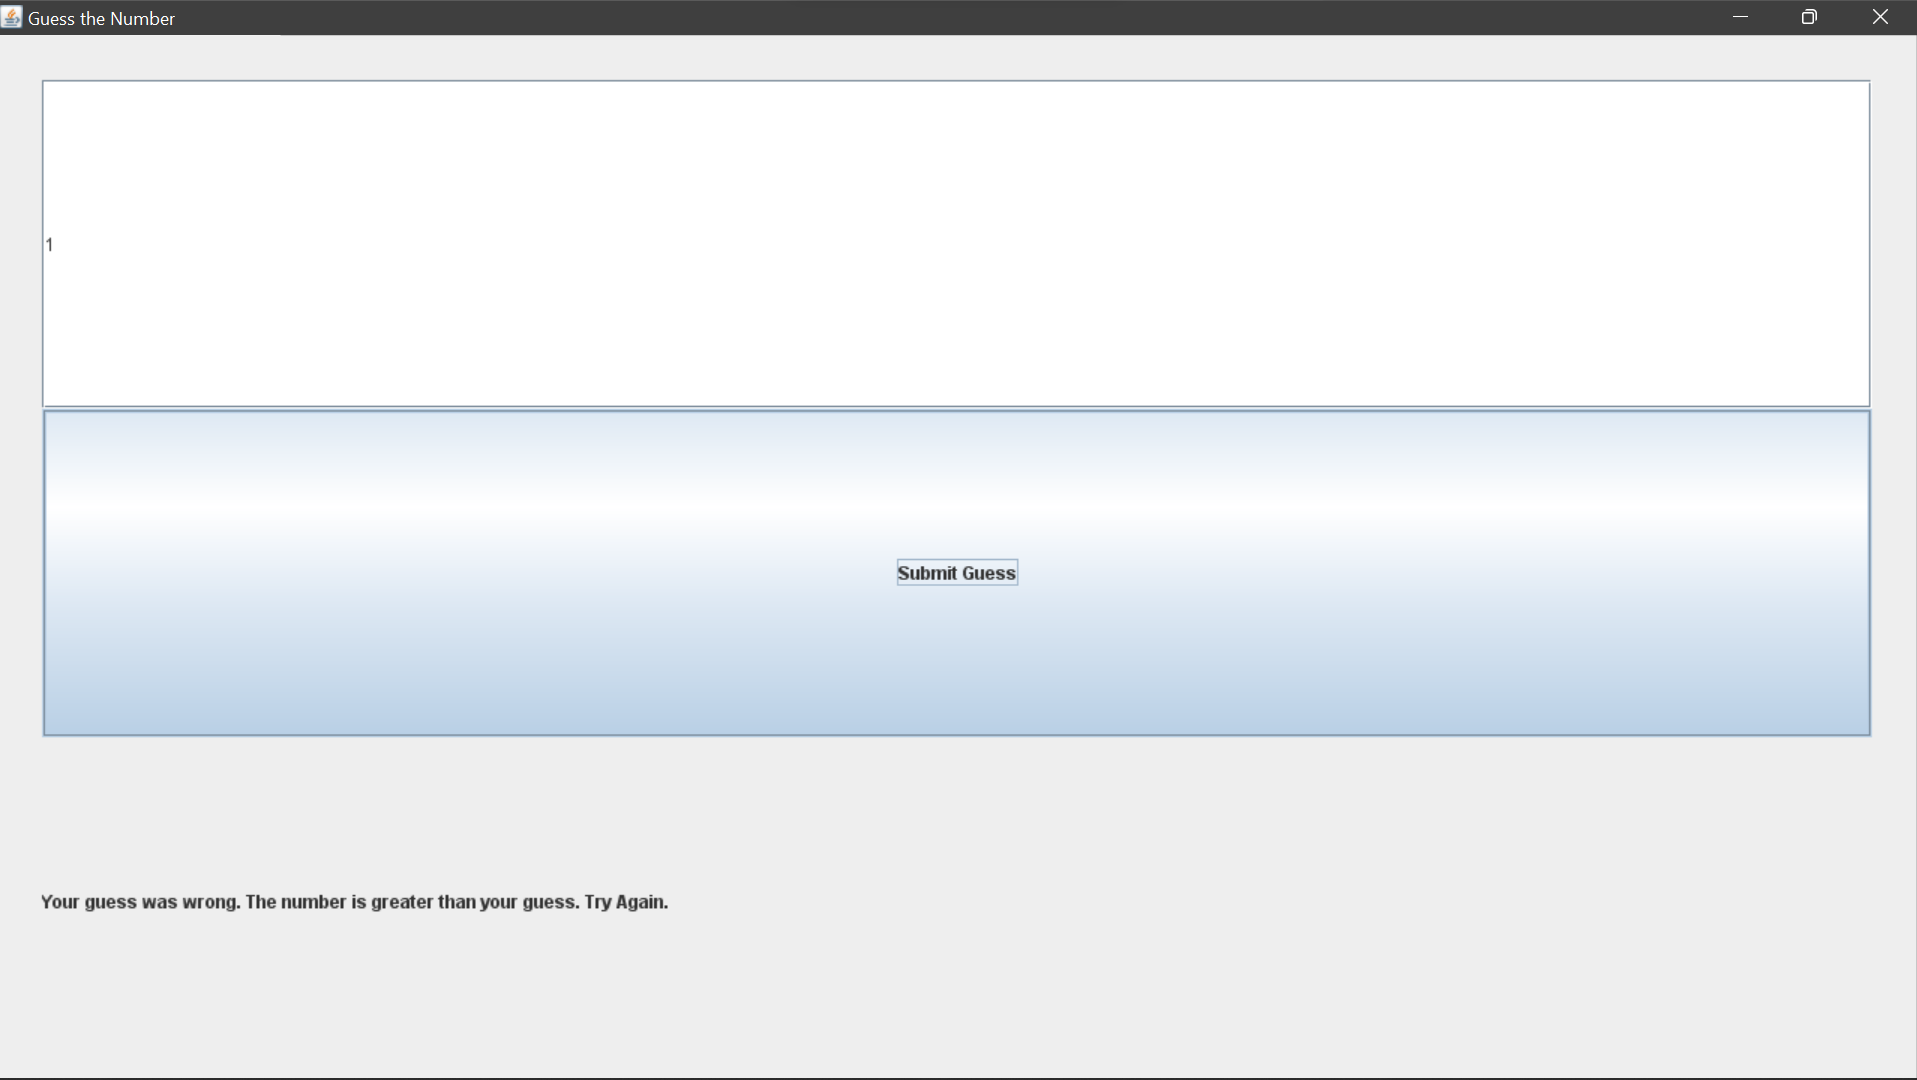 Guess the Number
1
Submit Guess
Your guess was wrong. The number is greater than your guess. Try Again.